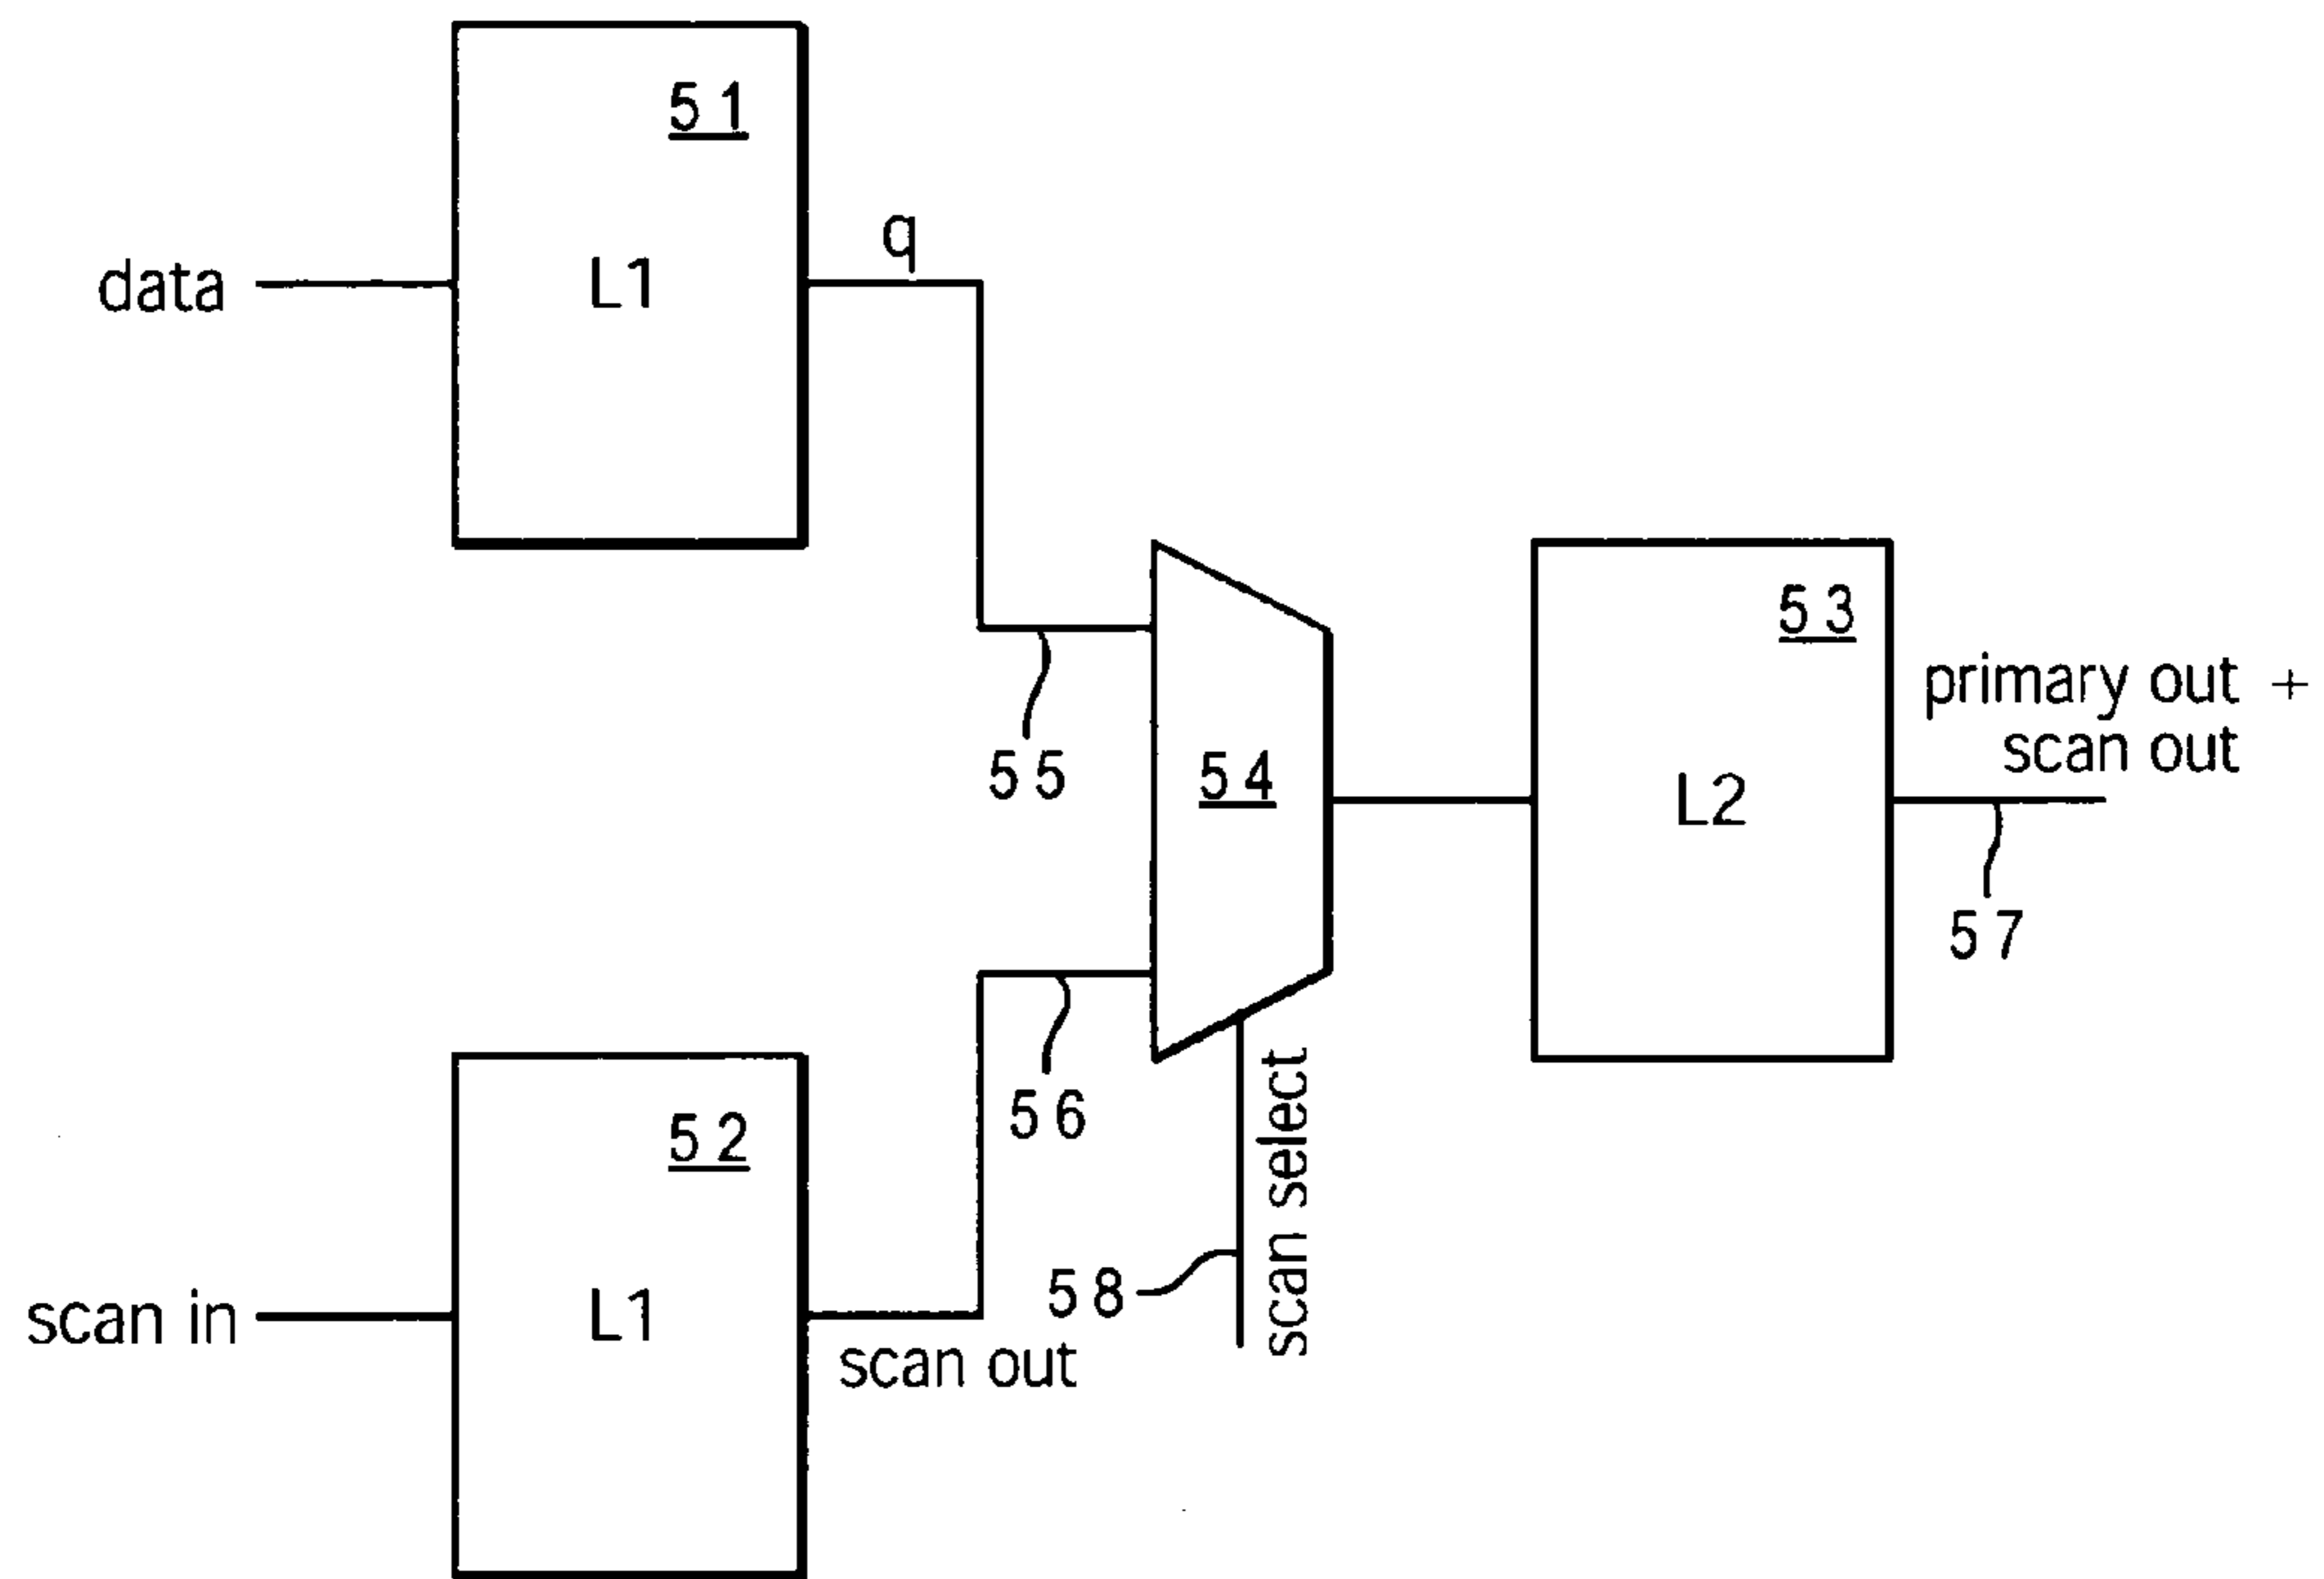 51
q
data
L1
53
primary out +
scan out
55
54
L2
57
56
scan select
52
58
scan in
L1
scan out